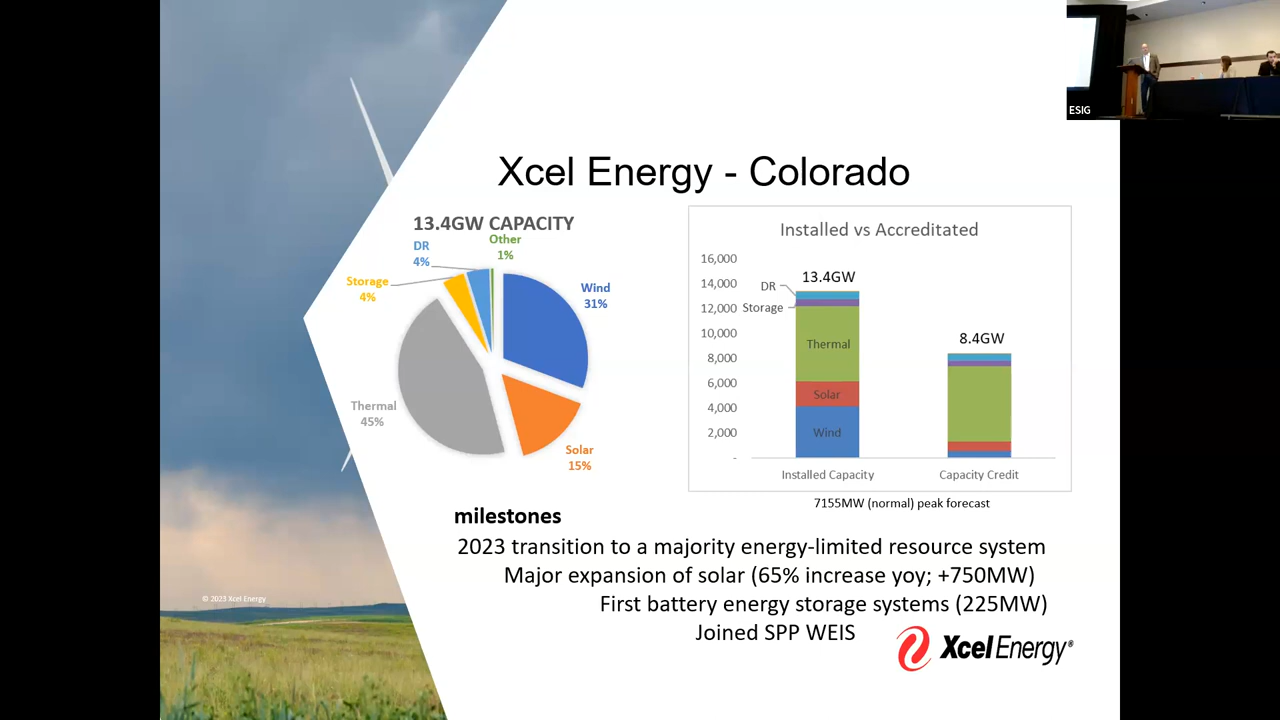 ESIG
Xcel Energy - Colorado
13.4GW CAPACITY
Other
1%
DR
4%
Storage
4%
Wind
31%
Thermal
45%
Solar
15%
Installed vs Accreditated
16,000
14,000
12,000
10,000
8,000
6,000
4,000
2,000
-
13.4GW
DR
Storage
Thermal
Solar
Wind
8.4GW
Installed Capacity
Capacity Credit
7155MW (normal) peak forecast
milestones
2023 transition to a majority energy-limited resource system
Major expansion of solar (65% increase yoy; +750MW)
First battery energy storage systems (225MW)
Joined SPP WEIS
© 2023 Xcel Energy
Xcel Energy®